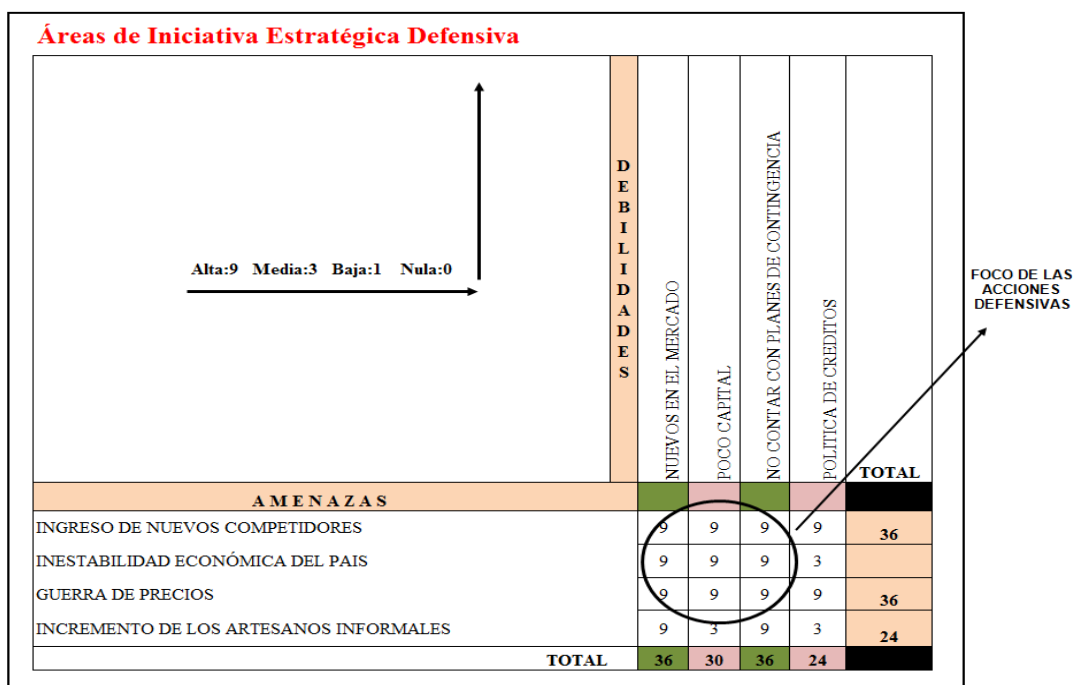 Áreas de Iniciativa Estratégica Defensiva
Alta:9 Media:3 Baja:1 Nula:0
DEBILIDADES
NUEVOS EN EL MERCADO
POCO CAPITAL
NO CONTAR CON PLANES DE CONTINGENCIA
POLITICA DE CREDITOS
TOTAL
FOCO DE LAS
ACCIONES
DEFENSIVAS
AMENAZAS
INGRESO DE NUEVOS COMPETIDORES 9 9 9 9 36
INESTABILIDAD ECONÓMICA DEL PAIS 9 9 9 3
GUERRA DE PRECIOS 9 9 9 9 36
INCREMENTO DE LOS ARTESANOS INFORMALES 9 3 9 3 24
TOTAL 36 30 36 24